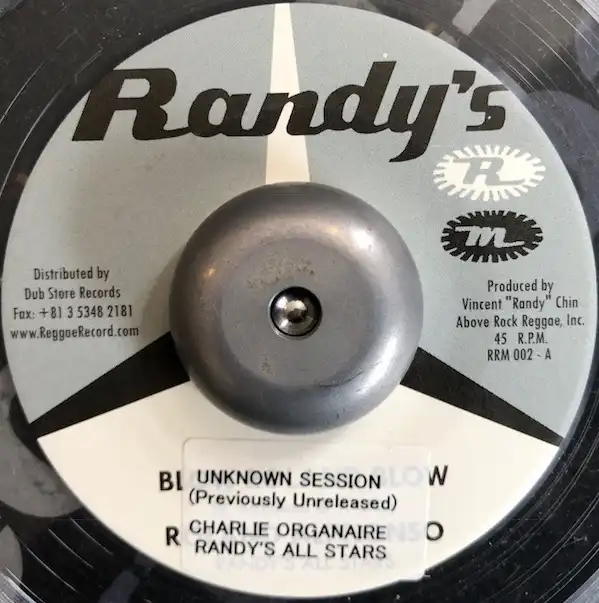 Randy's
R
m
Distributed by
Dub Store Records
Fax: +81 3 5348 2181
www.ReggaeRecord.com
Produced by
Vincent "Randy" Chin
Above Rock Reggae, Inc.
45 R.P.M.
RRM 002 - A
UNKNOWN SESSION
(Previously Unreleased)
CHARLIE ORGANAIRE
RANDY'S ALL STARS